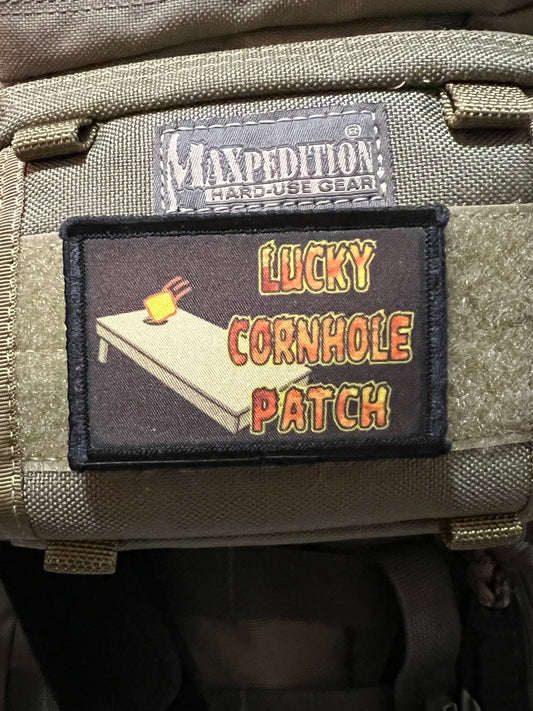 MAXPEDITION®
HARD-USE GEAR
LUCKY
CORNHOLE
PATCH